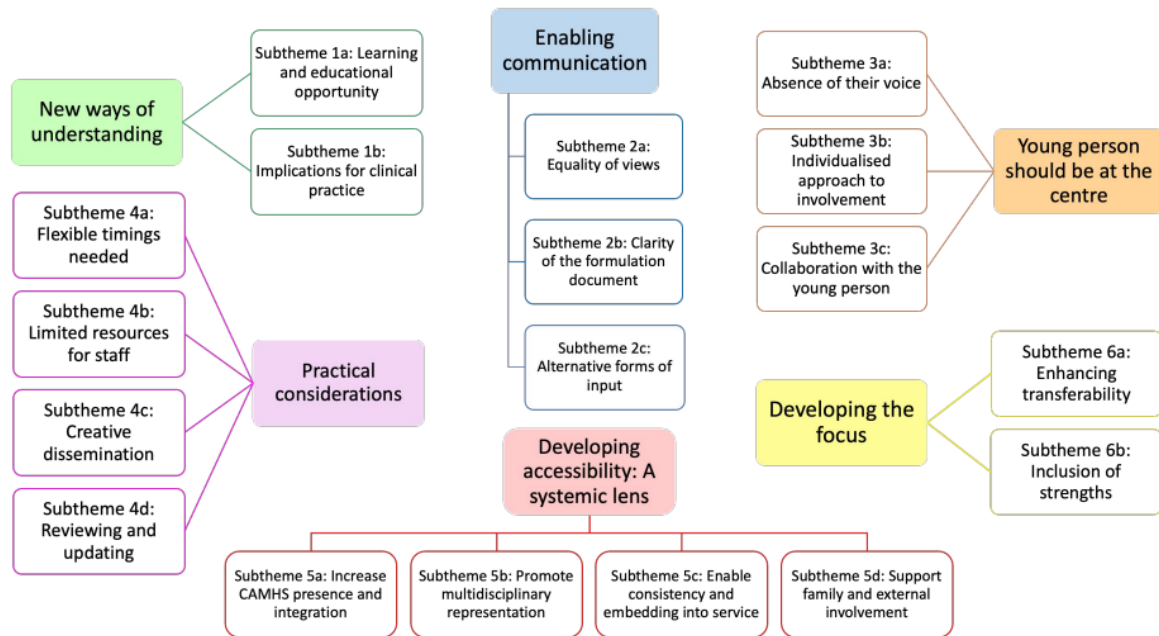 New ways of
understanding
Subtheme 1a: Learning
and educational
opportunity
Subtheme 1b:
Implications for clinical
practice
Enabling
communication
Subtheme 2a:
Equality of views
Subtheme 2b: Clarity
of the formulation
document
Subtheme 2c:
Alternative forms of
input
Young person
should be at the
centre
Subtheme 3a:
Absence of their voice
Subtheme 3b:
Individualised
approach to
involvement
Subtheme 3c:
Collaboration with the
young person
Practical
considerations
Subtheme 4a:
Flexible timings
needed
Subtheme 4b:
Limited resources
for staff
Subtheme 4c:
Creative
dissemination
Subtheme 4d:
Reviewing and
updating
Developing
accessibility: A
systemic lens
Subtheme 5a: Increase
CAMHS presence and
integration
Subtheme 5b: Promote
multidisciplinary
representation
Subtheme 5c: Enable
consistency and
embedding into service
Subtheme 5d: Support
family and external
involvement
Developing the
focus
Subtheme 6a:
Enhancing
transferability
Subtheme 6b:
Inclusion of
strengths